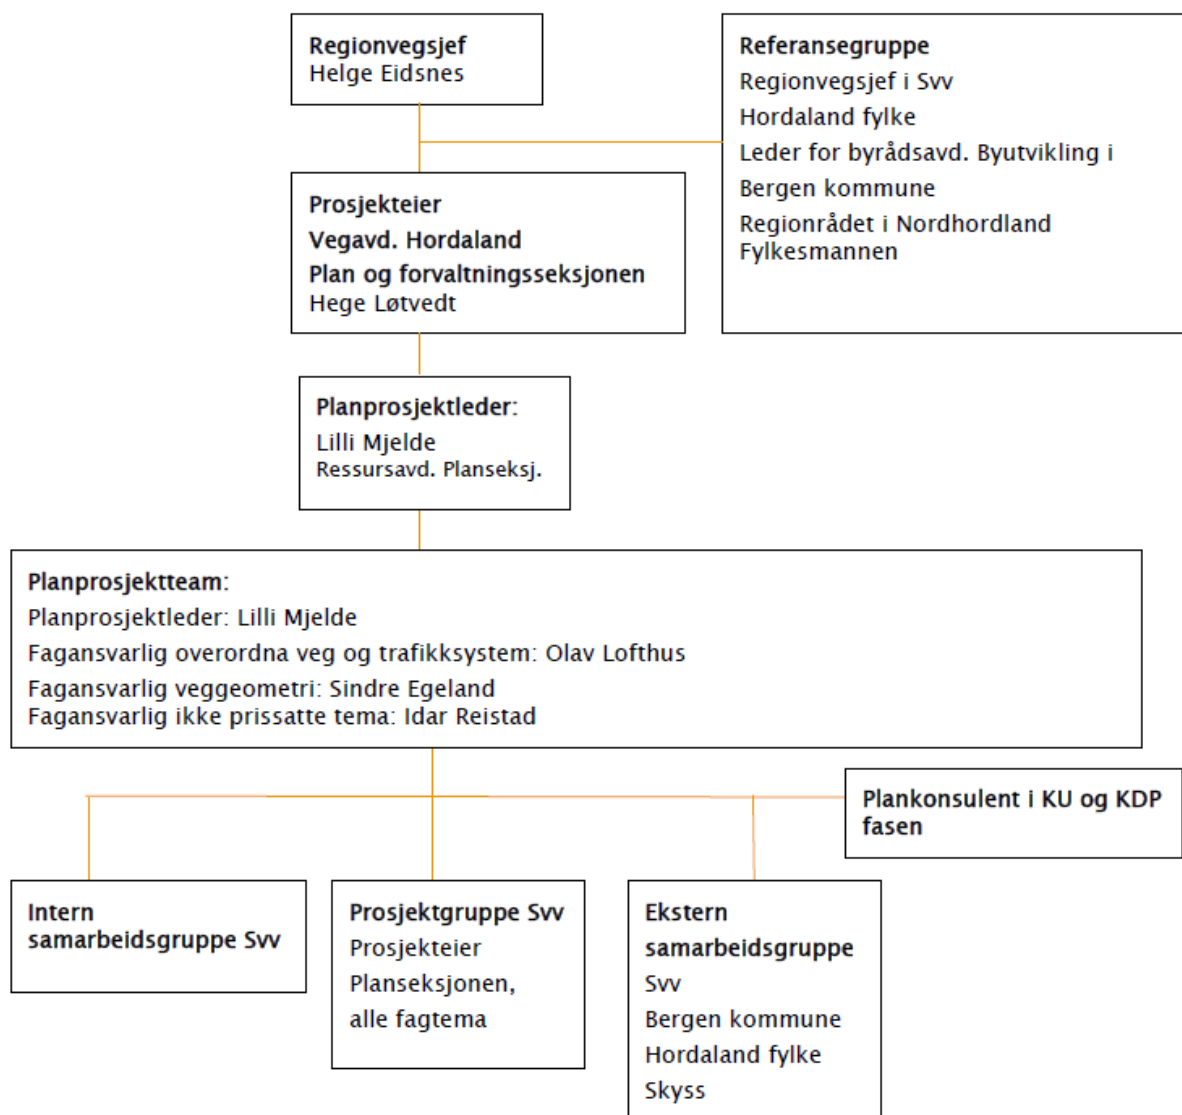 Regionvegsjef
Helge Eidsnes
Referansegruppe
Regionvegsjef i Svv
Hordaland fylke
Leder for byrådsavd. Byutvikling i
Bergen kommune
Regionrådet i Nordhordland
Fylkesmannen
Prosjekteier
Vegavd. Hordaland
Plan og forvaltningsseksjonen
Hege Løtvedt
Planprosjektleder:
Lilli Mjelde
Ressursavd. Planseksj.
Planprosjektteam:
Planprosjektleder: Lilli Mjelde
Fagansvarlig overordna veg og trafikksystem: Olav Lofthus
Fagansvarlig veggeometri: Sindre Egeland
Fagansvarlig ikke prissatte tema: Idar Reistad
Plankonsulent i KU og KDP
fasen
Intern
samarbeidsgruppe Svv
Prosjektgruppe Svv
Prosjekteier
Planseksjonen,
alle fagtema
Ekstern
samarbeidsgruppe
Svv
Bergen kommune
Hordaland fylke
Skyss